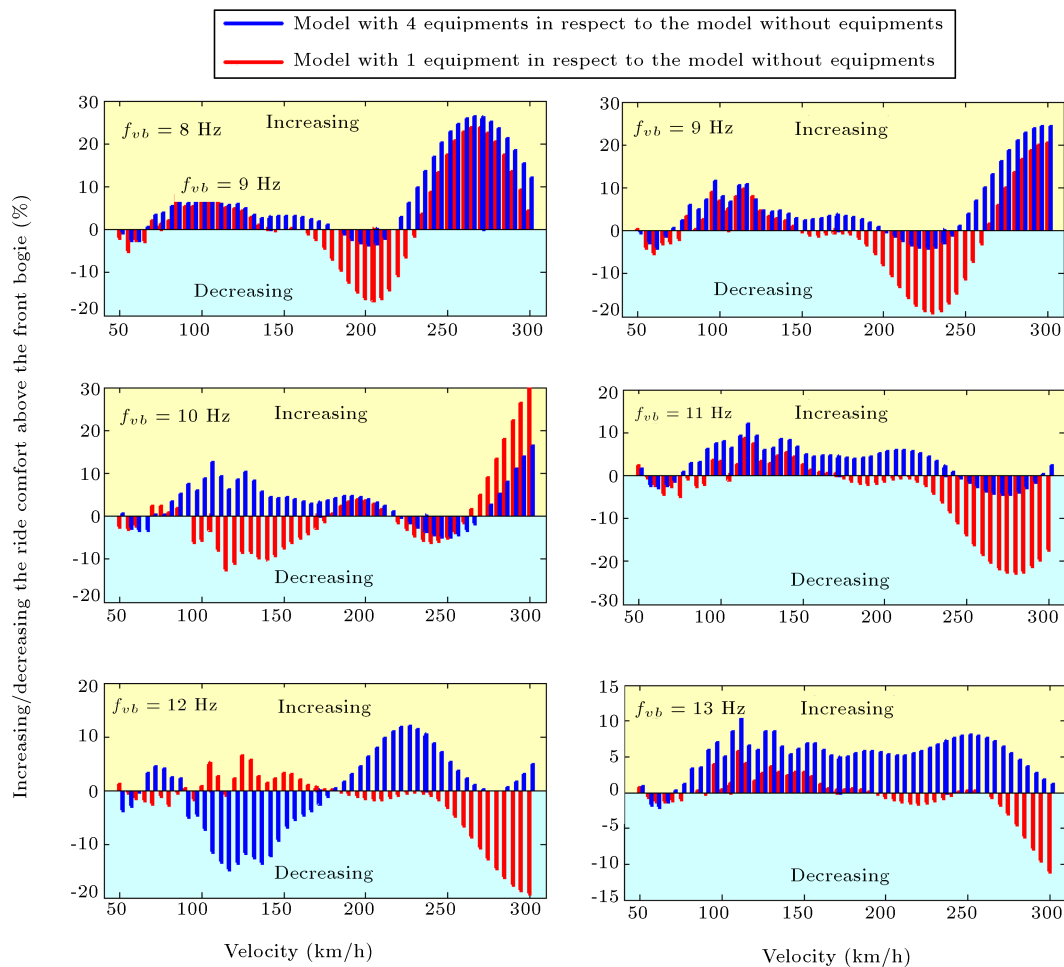 Model with 4 equipments in respect to the model without equipments
Model with 1 equipment in respect to the model without equipments
Increasing/decreasing the ride comfort above the front bogie (%)
30
20
10
0
-10
-20
f_vb = 8 Hz
Increasing
f_vb = 9 Hz
Decreasing
50 100 150 200 250 300
30
20
10
0
-10
-20
f_vb = 9 Hz
Increasing
Decreasing
50 100 150 200 250 300
30
20
10
0
-10
-20
f_vb = 10 Hz
Increasing
Decreasing
50 100 150 200 250 300
20
10
0
-10
-20
-30
f_vb = 11 Hz
Increasing
Decreasing
50 100 150 200 250 300
20
10
0
-10
-20
f_vb = 12 Hz
Increasing
Decreasing
50 100 150 200 250 300
Velocity (km/h)
15
10
5
0
-5
-10
-15
f_vb = 13 Hz
Increasing
Decreasing
50 100 150 200 250 300
Velocity (km/h)